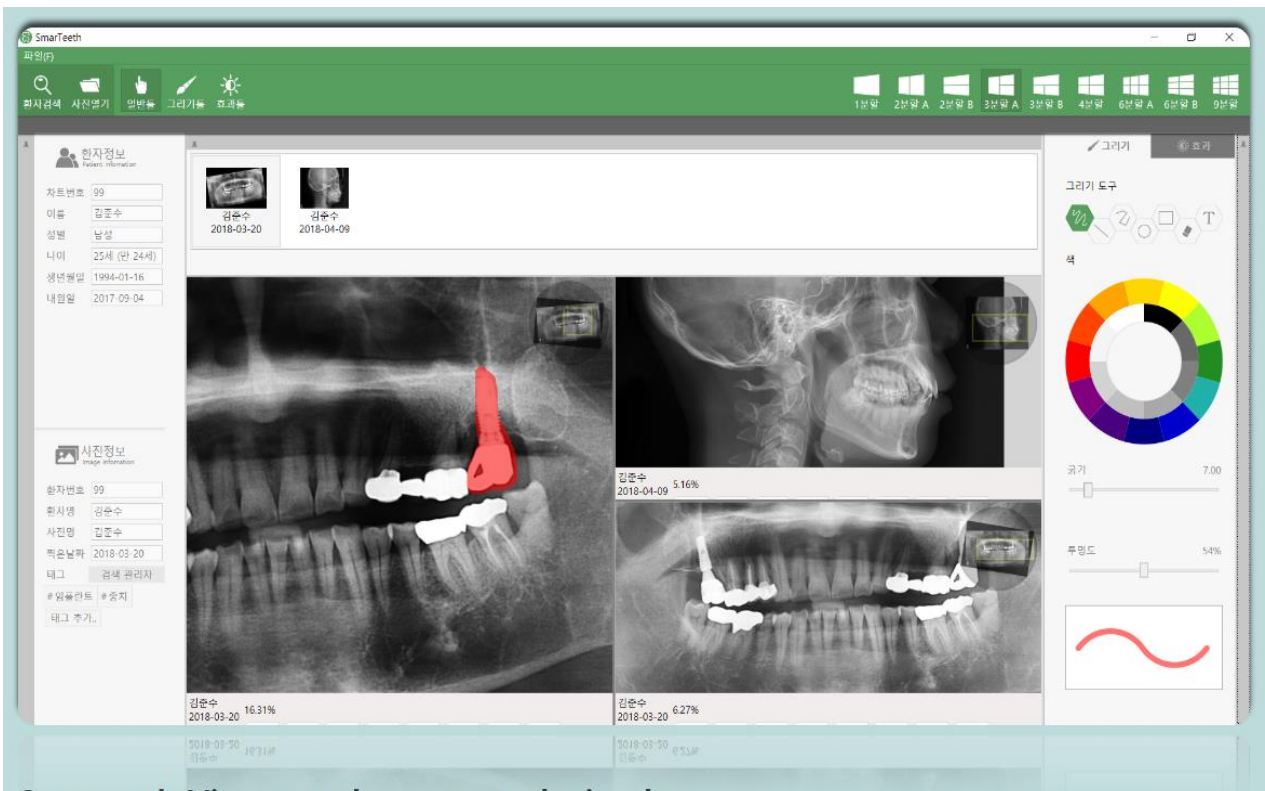 SmarTeeth
파일(F)
환자검색 사진열기 일반툴 그리기툴 효과툴
1분할 2분할 A 2분할 B 3분할 A 3분할 B 4분할 6분할 A 6분할 B 9분할
환자정보
Patient Information
차트번호 99
이름 김준수
성별 남성
나이 25세 (만 24세)
생년월일 1994-01-16
내원일 2017-09-04
사진정보
Image Information
환자번호 99
환자명 김준수
사진명 김준수
찍은날짜 2018-03-20
태그 검색 관리자
# 임플란트 # 충치
태그 추가..
김준수
2018-03-20
김준수
2018-04-09
김준수
2018-03-20 16.31%
김준수
2018-04-09 5.16%
김준수
2018-03-20 6.27%
그리기 효과
그리기 도구
T
색
굵기 7.00
투명도 54%